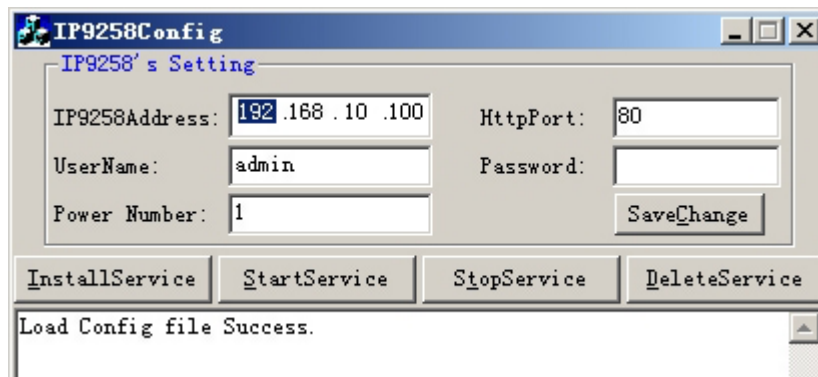 IP9258Config
IP9258's Setting
IP9258Address: 192 .168 . 10 .100 HttpPort: 80
UserName: admin Password:
Power Number: 1 SaveChange
InstallService StartService StopService DeleteService
Load Config file Success.